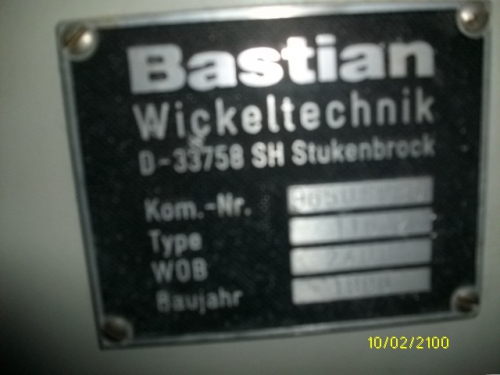 Bastian
Wickeltechnik
D-33758 SH Stukenbrock
Kom.-Nr.
Type
WOB
Baujahr
10/02/2100